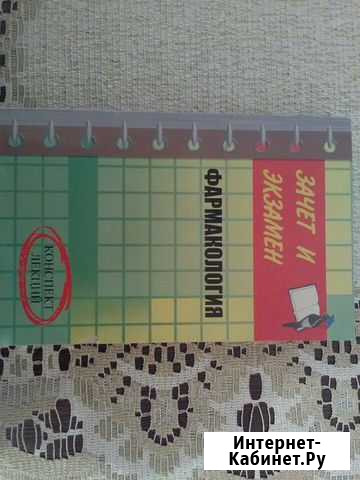 ЗАЧЕТ И
ЭКЗАМЕН
ФАРМАКОЛОГИЯ
КОНСПЕКТ
ЛЕКЦИЙ
Интернет-
Кабинет.Ру